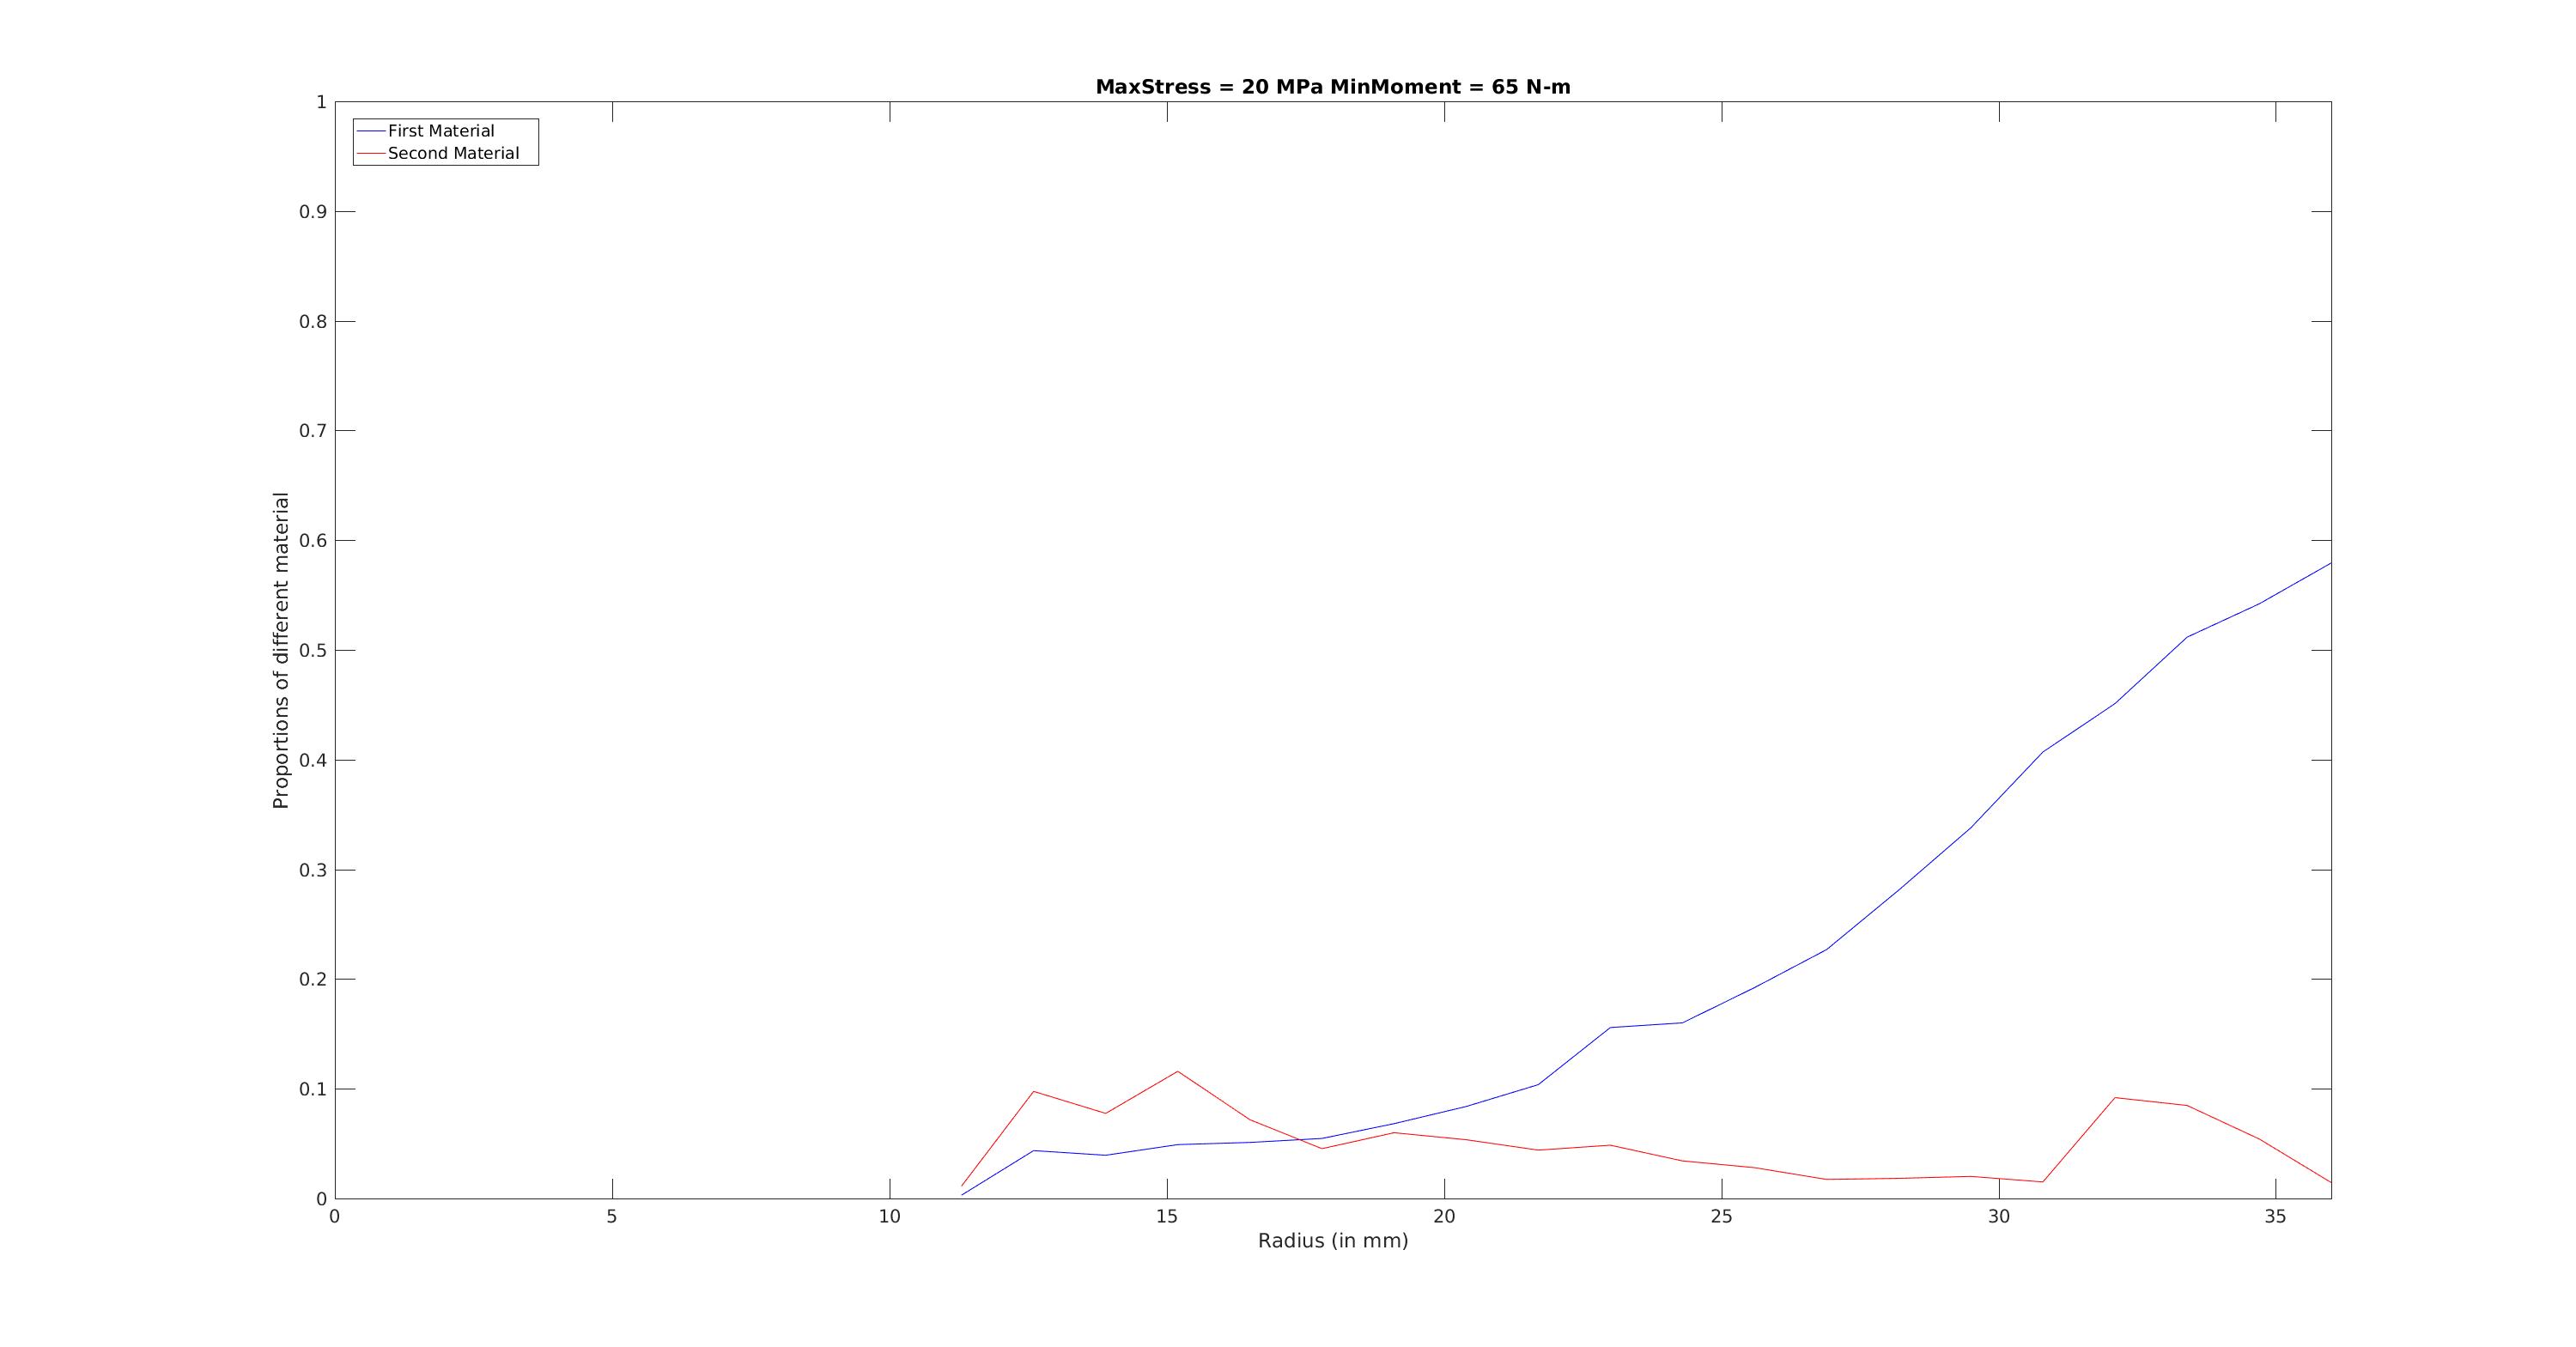 MaxStress = 20 MPa MinMoment = 65 N-m
First Material
Second Material
1
0.9
0.8
0.7
0.6
0.5
0.4
0.3
0.2
0.1
0
Proportions of different material
0 5 10 15 20 25 30 35
Radius (in mm)